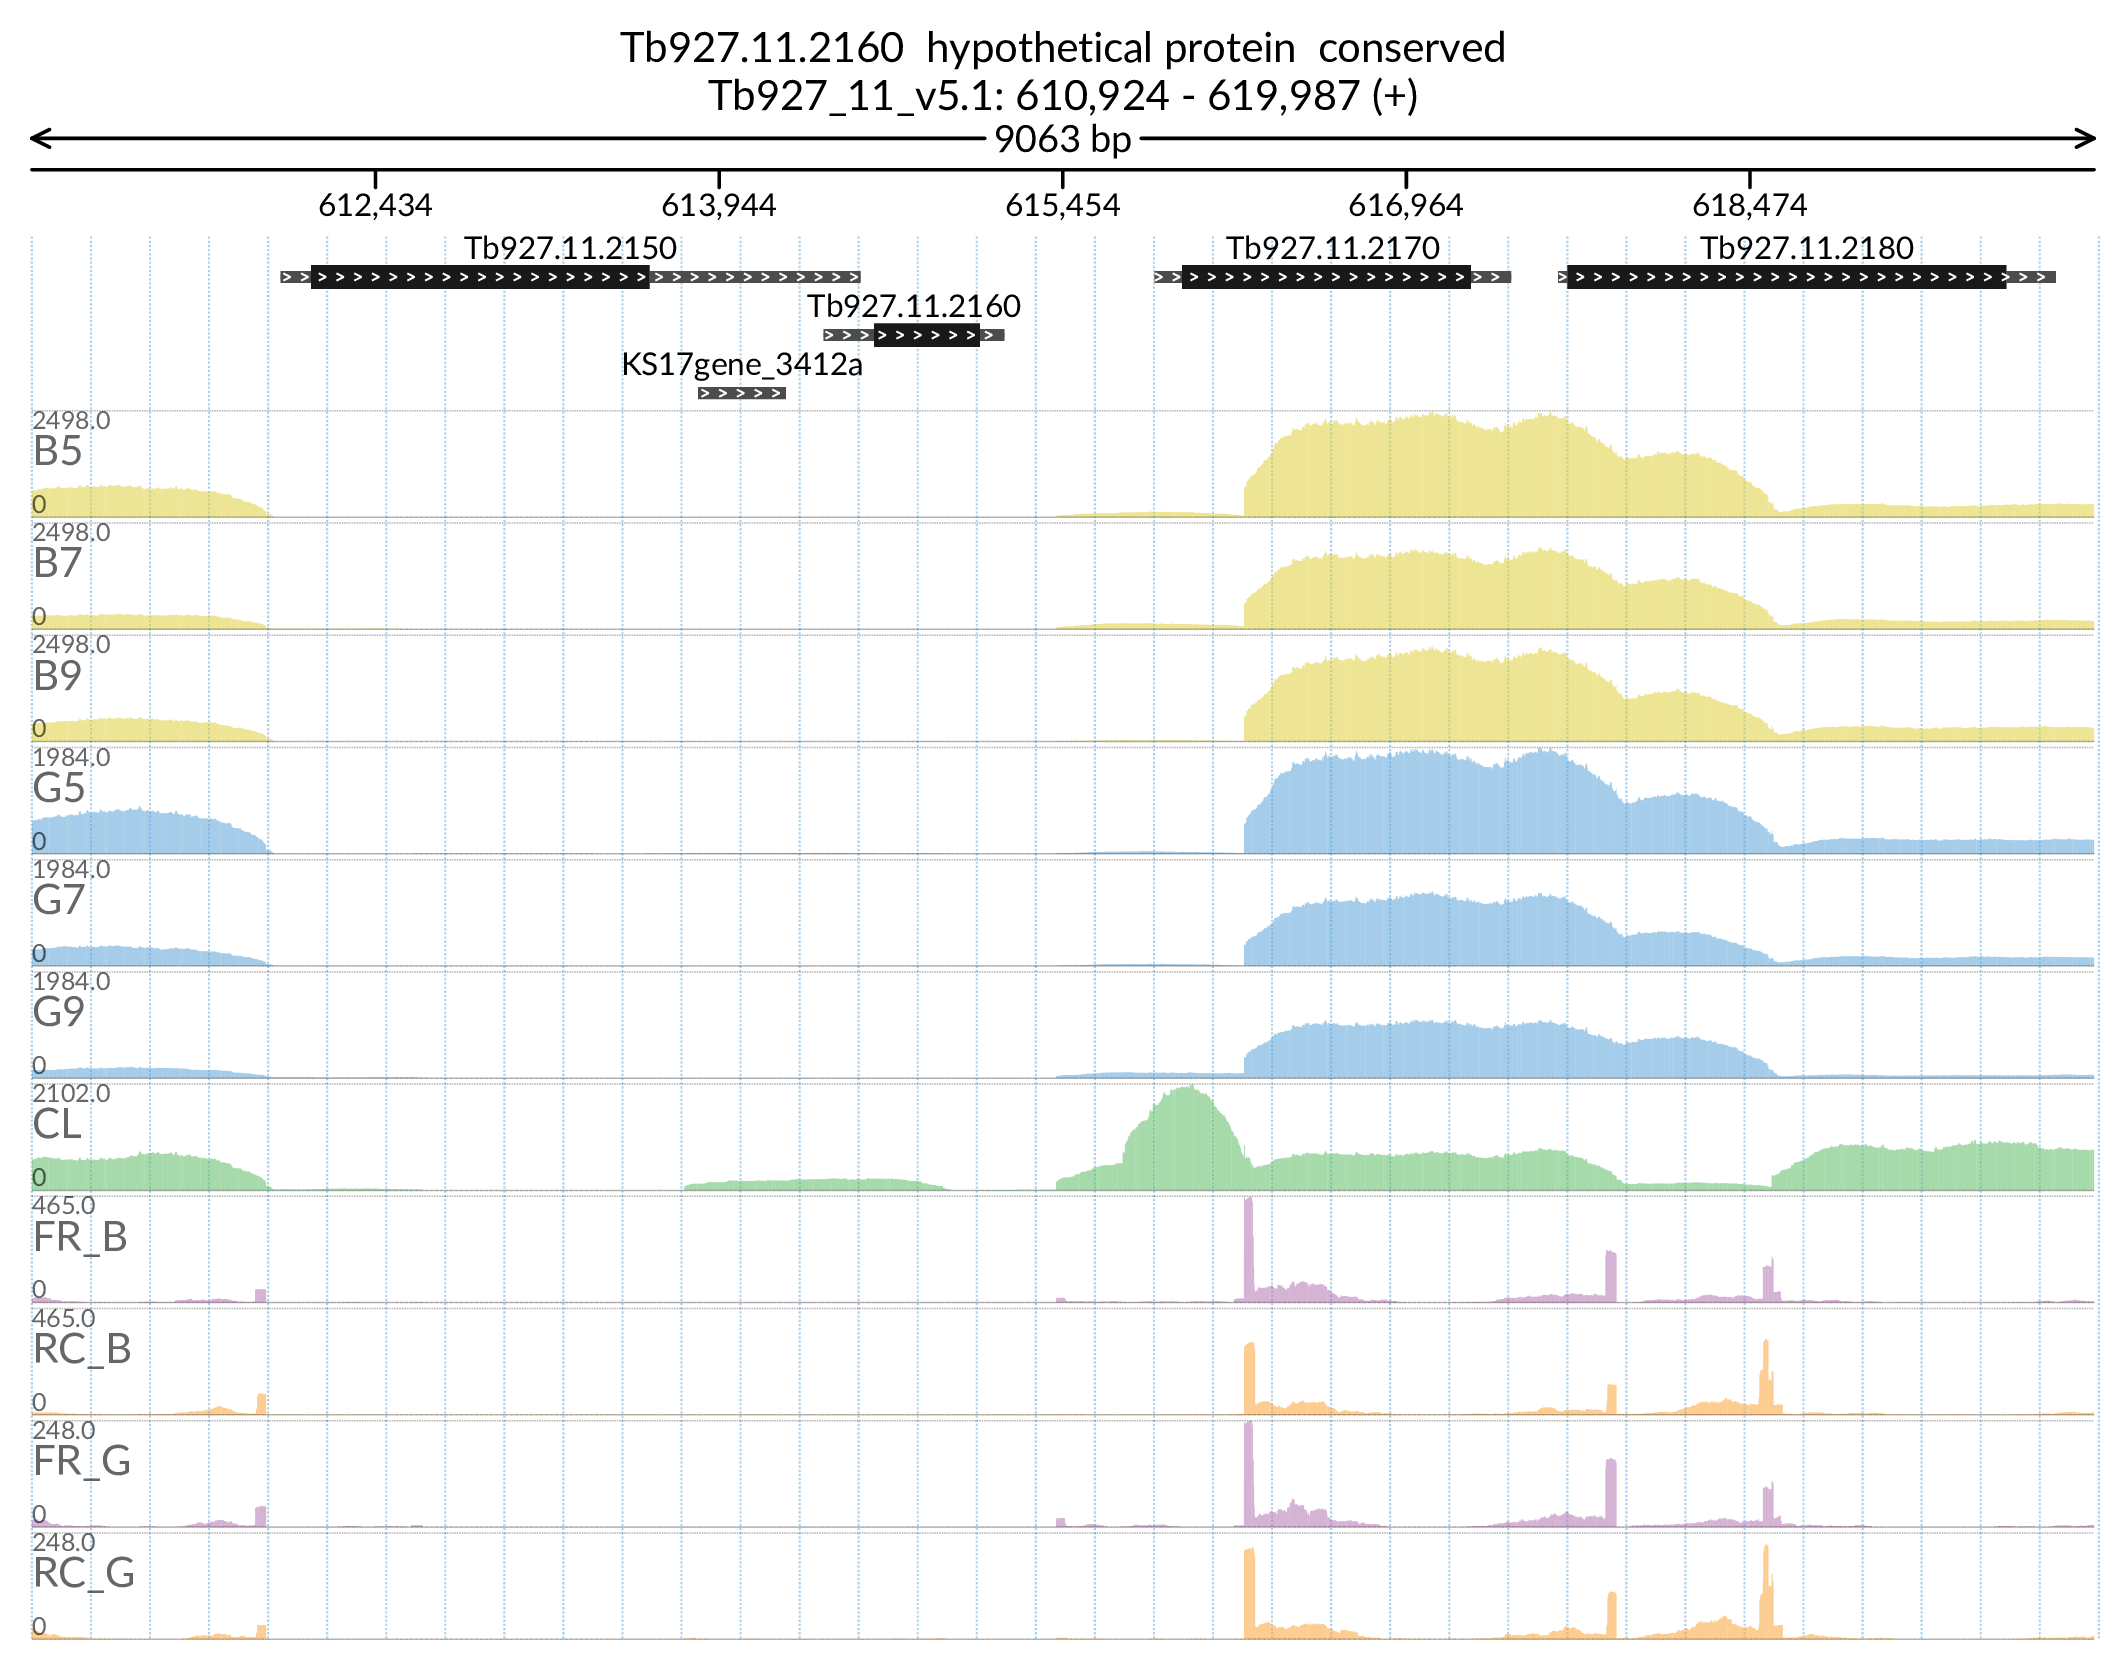 Tb927.11.2160  hypothetical protein  conserved
Tb927_11_v5.1: 610,924 - 619,987 (+)
9063 bp
612,434 613,944 615,454 616,964 618,474
Tb927.11.2150 Tb927.11.2170 Tb927.11.2180
Tb927.11.2160
KS17gene_3412a
2498.0
B5
0
2498.0
B7
0
2498.0
B9
0
1984.0
G5
0
1984.0
G7
0
1984.0
G9
0
2102.0
CL
0
465.0
FR_B
0
465.0
RC_B
0
248.0
FR_G
0
248.0
RC_G
0